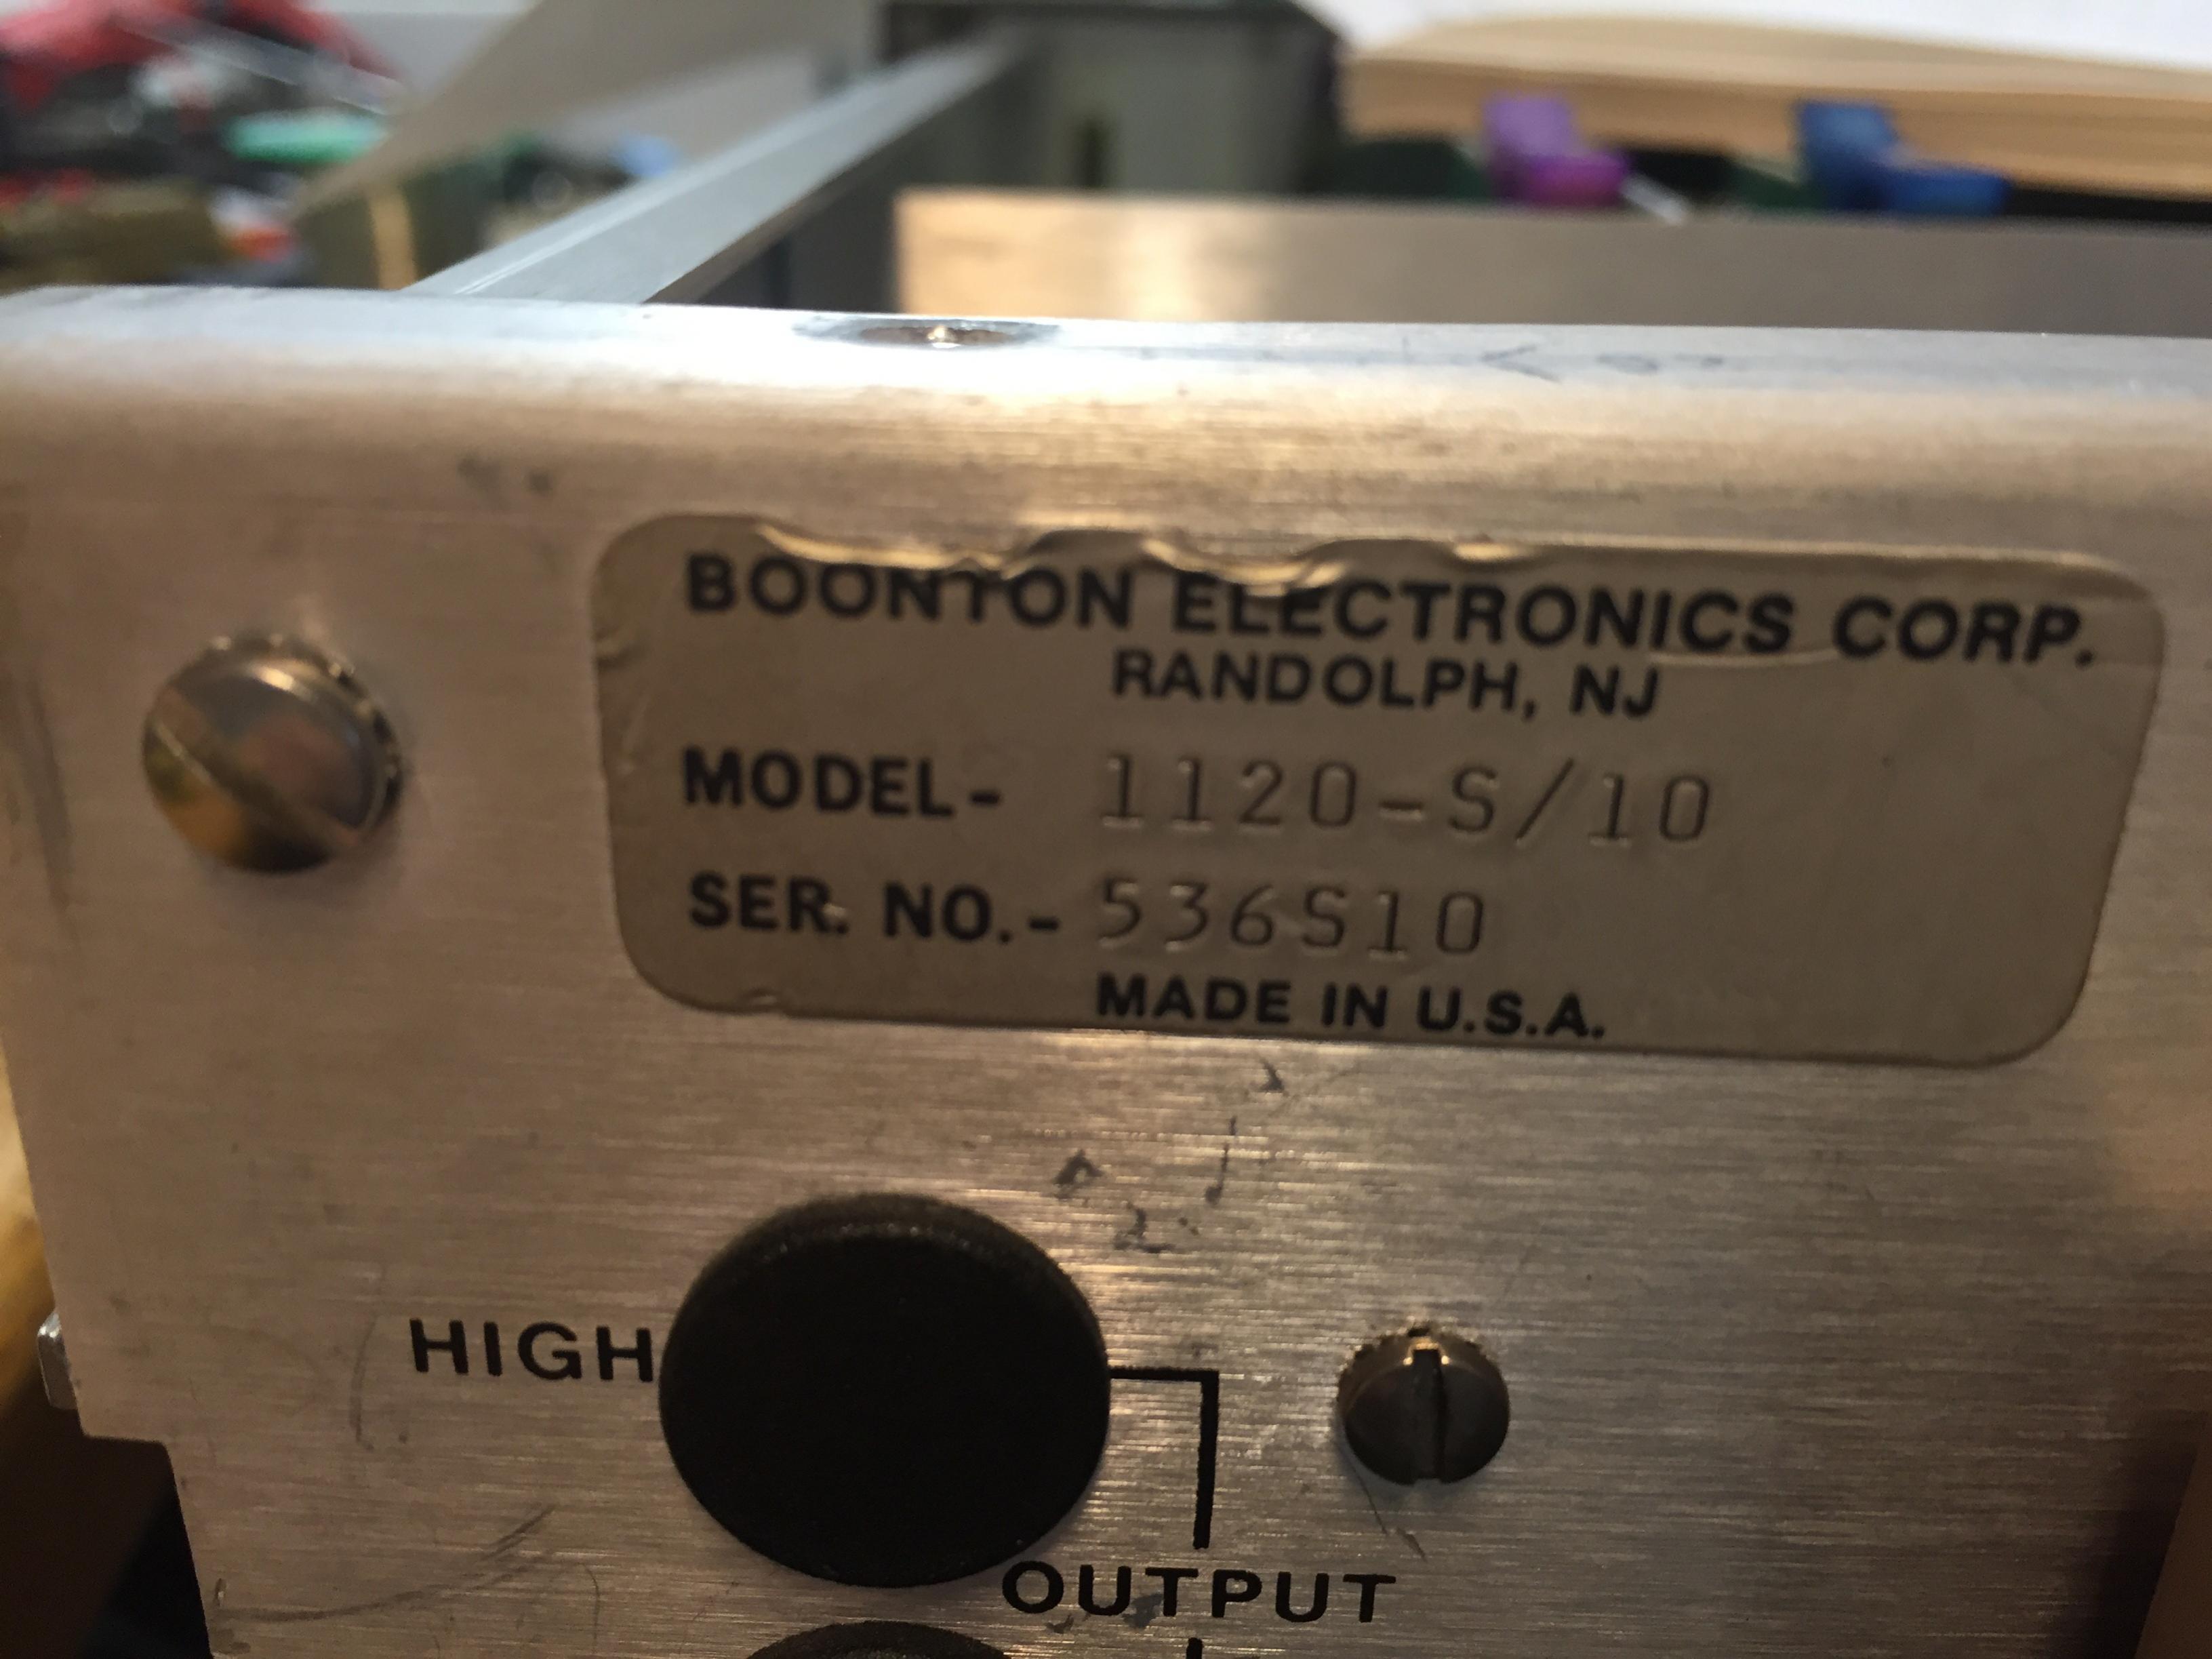 BOONTON ELECTRONICS CORP.
RANDOLPH, NJ
MODEL- 1120-S/10
SER. NO.- 536S10
MADE IN U.S.A.
HIGH
OUTPUT